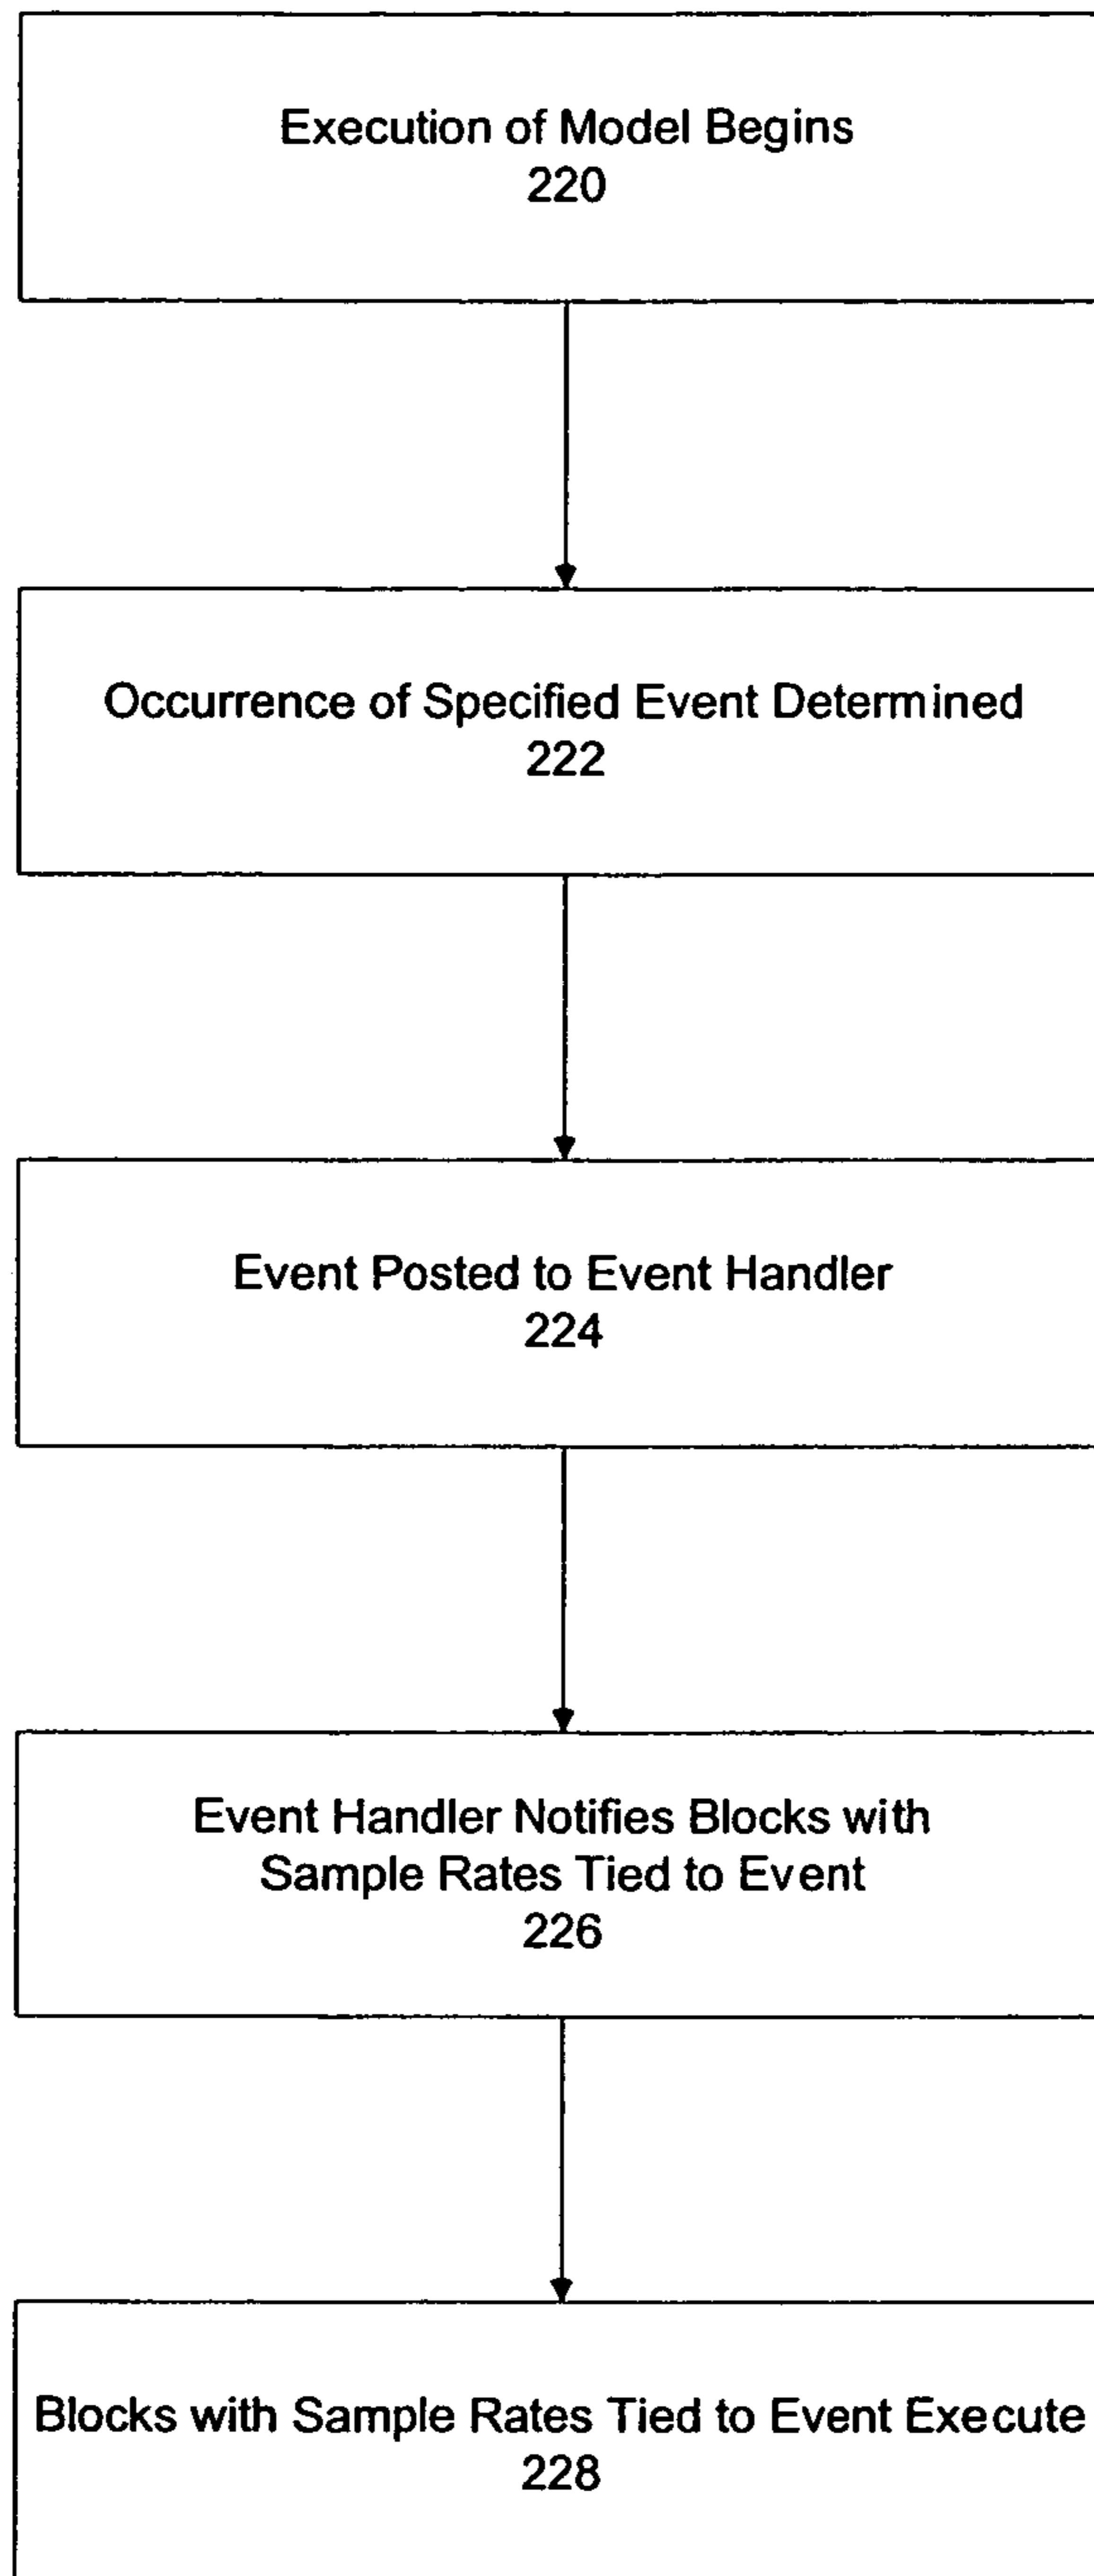 Execution of Model Begins
220
Occurrence of Specified Event Determined
222
Event Posted to Event Handler
224
Event Handler Notifies Blocks with
Sample Rates Tied to Event
226
Blocks with Sample Rates Tied to Event Execute
228